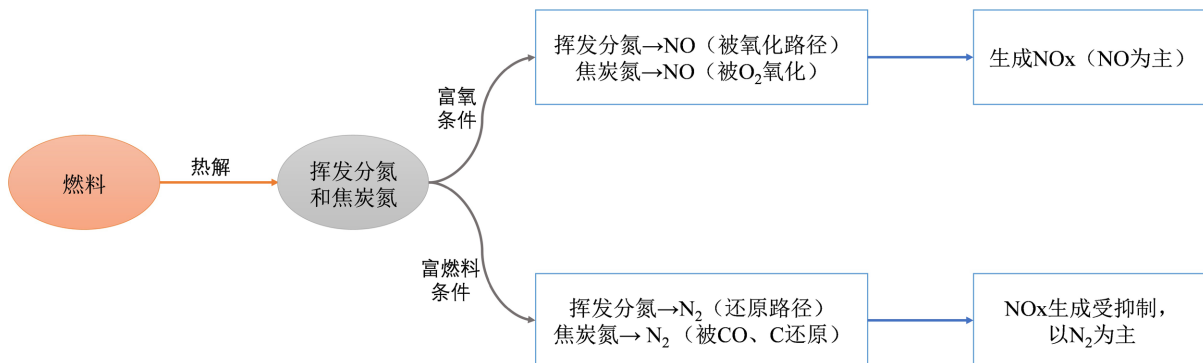 燃料
热解
挥发分氮
和焦炭氮
富氧
条件
挥发分氮→NO（被氧化路径）
焦炭氮→NO（被O₂氧化）
生成NOx（NO为主）
富燃料
条件
挥发分氮→N₂（还原路径）
焦炭氮→ N₂（被CO、C还原）
NOx生成受抑制，
以N₂为主